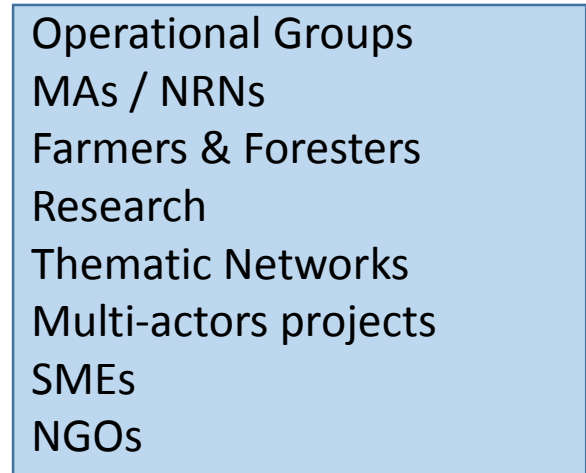 Operational Groups
MAs / NRNs
Farmers & Foresters
Research
Thematic Networks
Multi-actors projects
SMEs
NGOs